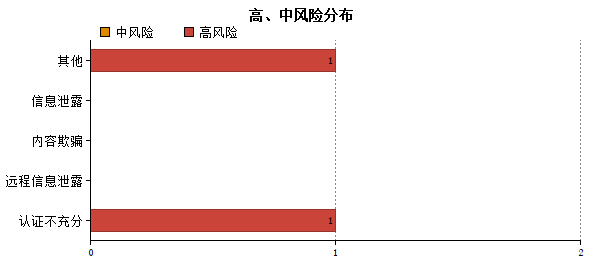 高、中风险分布
中风险 高风险
其他 1
信息泄露
内容欺骗
远程信息泄露
认证不充分 1
0 1 2